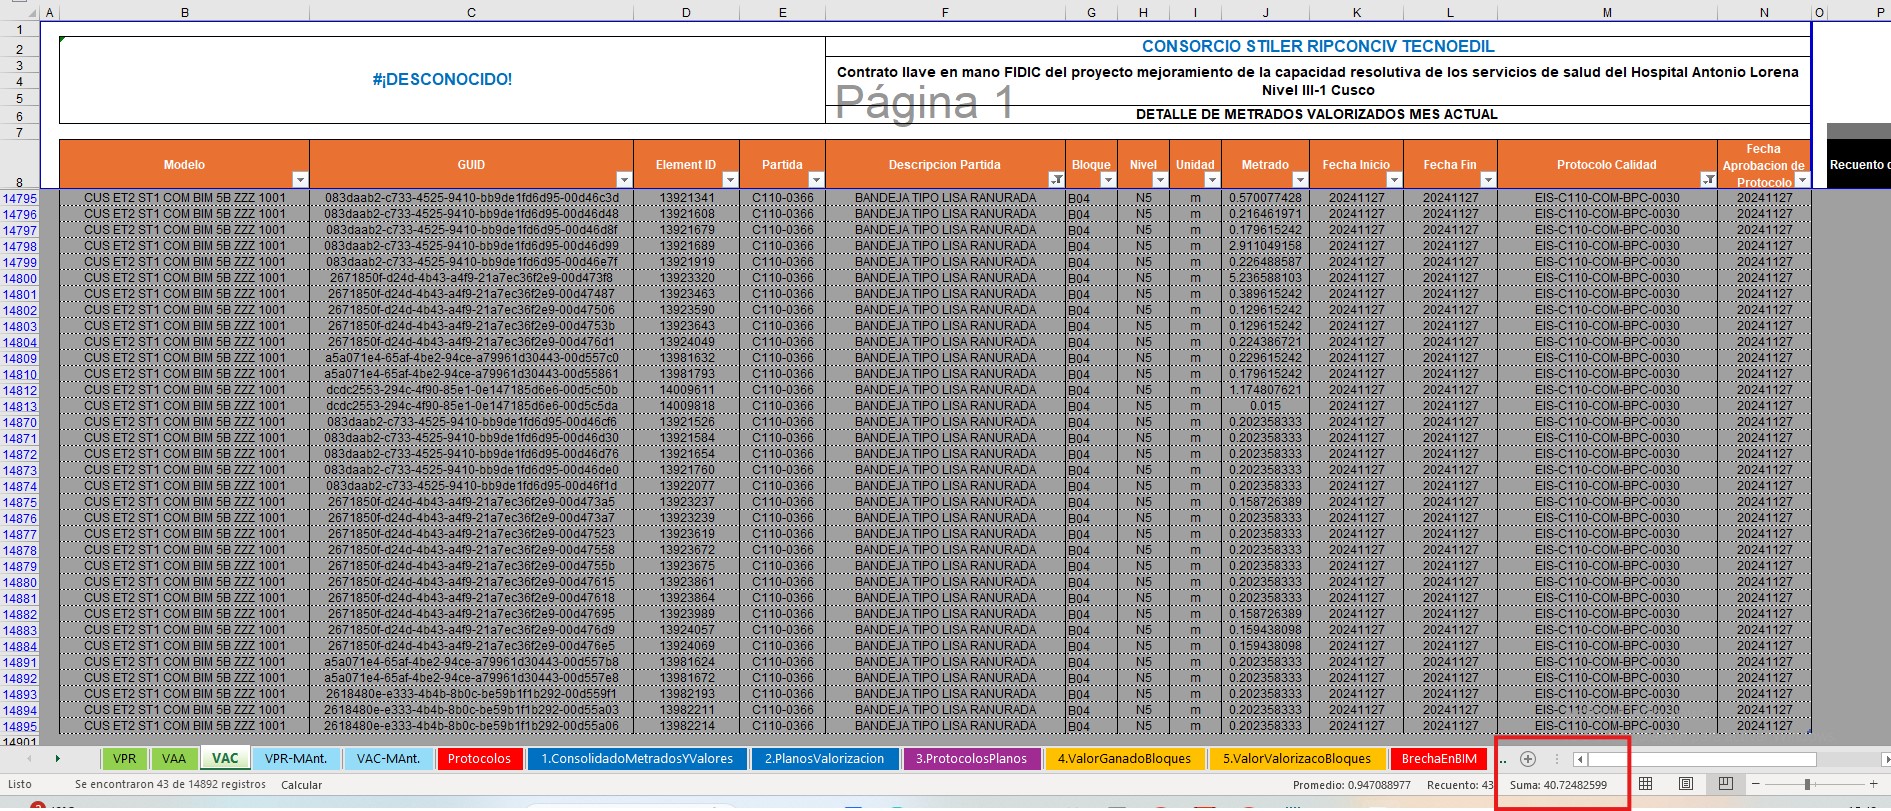 A B C D E F G H I J K L M N O P
1
2 CONSORCIO STILER RIPCONCIV TECNOEDIL
3
4 #¡DESCONOCIDO! Contrato llave en mano FIDIC del proyecto mejoramiento de la capacidad resolutiva de los servicios de salud del Hospital Antonio Lorena
5 Nivel III-1 Cusco
Página 1
6 DETALLE DE METRADOS VALORIZADOS MES ACTUAL
7
8 Modelo GUID Element ID Partida Descripcion Partida Bloque Nivel Unidad Metrado Fecha Inicio Fecha Fin Protocolo Calidad Fecha Aprobacion de Protocolo Recuento d
14795 CUS ET2 ST1 COM BIM 5B ZZZ 1001 083daab2-c733-4525-9410-bb9de1fd6d95-00d46c3d 13921341 C110-0366 BANDEJA TIPO LISA RANURADA B04 N5 m 0.570077428 20241127 20241127 EIS-C110-COM-BPC-0030 20241127
14796 CUS ET2 ST1 COM BIM 5B ZZZ 1001 083daab2-c733-4525-9410-bb9de1fd6d95-00d46d48 13921608 C110-0366 BANDEJA TIPO LISA RANURADA B04 N5 m 0.216461971 20241127 20241127 EIS-C110-COM-BPC-0030 20241127
14797 CUS ET2 ST1 COM BIM 5B ZZZ 1001 083daab2-c733-4525-9410-bb9de1fd6d95-00d46d8f 13921679 C110-0366 BANDEJA TIPO LISA RANURADA B04 N5 m 0.179615242 20241127 20241127 EIS-C110-COM-BPC-0030 20241127
14798 CUS ET2 ST1 COM BIM 5B ZZZ 1001 083daab2-c733-4525-9410-bb9de1fd6d95-00d46d99 13921689 C110-0366 BANDEJA TIPO LISA RANURADA B04 N5 m 2.911049158 20241127 20241127 EIS-C110-COM-BPC-0030 20241127
14799 CUS ET2 ST1 COM BIM 5B ZZZ 1001 083daab2-c733-4525-9410-bb9de1fd6d95-00d46e7f 13921919 C110-0366 BANDEJA TIPO LISA RANURADA B04 N5 m 0.226488587 20241127 20241127 EIS-C110-COM-BPC-0030 20241127
14800 CUS ET2 ST1 COM BIM 5B ZZZ 1001 2671850f-d24d-4b43-a4f9-21a7ec36f2e9-00d473f8 13923320 C110-0366 BANDEJA TIPO LISA RANURADA B04 N5 m 5.236588103 20241127 20241127 EIS-C110-COM-BPC-0030 20241127
14801 CUS ET2 ST1 COM BIM 5B ZZZ 1001 2671850f-d24d-4b43-a4f9-21a7ec36f2e9-00d47487 13923463 C110-0366 BANDEJA TIPO LISA RANURADA B04 N5 m 0.389615242 20241127 20241127 EIS-C110-COM-BPC-0030 20241127
14802 CUS ET2 ST1 COM BIM 5B ZZZ 1001 2671850f-d24d-4b43-a4f9-21a7ec36f2e9-00d47506 13923590 C110-0366 BANDEJA TIPO LISA RANURADA B04 N5 m 0.129615242 20241127 20241127 EIS-C110-COM-BPC-0030 20241127
14803 CUS ET2 ST1 COM BIM 5B ZZZ 1001 2671850f-d24d-4b43-a4f9-21a7ec36f2e9-00d4753b 13923643 C110-0366 BANDEJA TIPO LISA RANURADA B04 N5 m 0.129615242 20241127 20241127 EIS-C110-COM-BPC-0030 20241127
14804 CUS ET2 ST1 COM BIM 5B ZZZ 1001 2671850f-d24d-4b43-a4f9-21a7ec36f2e9-00d476d1 13924049 C110-0366 BANDEJA TIPO LISA RANURADA B04 N5 m 0.224386721 20241127 20241127 EIS-C110-COM-BPC-0030 20241127
14809 CUS ET2 ST1 COM BIM 5B ZZZ 1001 a5a071e4-65af-4be2-94ce-a79961d30443-00d557c0 13981632 C110-0366 BANDEJA TIPO LISA RANURADA B04 N5 m 0.229615242 20241127 20241127 EIS-C110-COM-BPC-0030 20241127
14810 CUS ET2 ST1 COM BIM 5B ZZZ 1001 a5a071e4-65af-4be2-94ce-a79961d30443-00d55861 13981793 C110-0366 BANDEJA TIPO LISA RANURADA B04 N5 m 0.179615242 20241127 20241127 EIS-C110-COM-BPC-0030 20241127
14812 CUS ET2 ST1 COM BIM 5B ZZZ 1001 dcdc2553-294c-4f90-85e1-0e147185d6e6-00d5c50b 14009611 C110-0366 BANDEJA TIPO LISA RANURADA B04 N5 m 1.174807621 20241127 20241127 EIS-C110-COM-BPC-0030 20241127
14813 CUS ET2 ST1 COM BIM 5B ZZZ 1001 dcdc2553-294c-4f90-85e1-0e147185d6e6-00d5c5da 14009818 C110-0366 BANDEJA TIPO LISA RANURADA B04 N5 m 0.015 20241127 20241127 EIS-C110-COM-BPC-0030 20241127
14870 CUS ET2 ST1 COM BIM 5B ZZZ 1001 083daab2-c733-4525-9410-bb9de1fd6d95-00d46cf6 13921526 C110-0366 BANDEJA TIPO LISA RANURADA B04 N5 m 0.202358333 20241127 20241127 EIS-C110-COM-BPC-0030 20241127
14871 CUS ET2 ST1 COM BIM 5B ZZZ 1001 083daab2-c733-4525-9410-bb9de1fd6d95-00d46d30 13921584 C110-0366 BANDEJA TIPO LISA RANURADA B04 N5 m 0.202358333 20241127 20241127 EIS-C110-COM-BPC-0030 20241127
14872 CUS ET2 ST1 COM BIM 5B ZZZ 1001 083daab2-c733-4525-9410-bb9de1fd6d95-00d46d76 13921654 C110-0366 BANDEJA TIPO LISA RANURADA B04 N5 m 0.202358333 20241127 20241127 EIS-C110-COM-BPC-0030 20241127
14873 CUS ET2 ST1 COM BIM 5B ZZZ 1001 083daab2-c733-4525-9410-bb9de1fd6d95-00d46de0 13921760 C110-0366 BANDEJA TIPO LISA RANURADA B04 N5 m 0.202358333 20241127 20241127 EIS-C110-COM-BPC-0030 20241127
14874 CUS ET2 ST1 COM BIM 5B ZZZ 1001 083daab2-c733-4525-9410-bb9de1fd6d95-00d46f1d 13922077 C110-0366 BANDEJA TIPO LISA RANURADA B04 N5 m 0.202358333 20241127 20241127 EIS-C110-COM-BPC-0030 20241127
14875 CUS ET2 ST1 COM BIM 5B ZZZ 1001 2671850f-d24d-4b43-a4f9-21a7ec36f2e9-00d473a5 13923237 C110-0366 BANDEJA TIPO LISA RANURADA B04 N5 m 0.158726389 20241127 20241127 EIS-C110-COM-BPC-0030 20241127
14876 CUS ET2 ST1 COM BIM 5B ZZZ 1001 2671850f-d24d-4b43-a4f9-21a7ec36f2e9-00d473a7 13923239 C110-0366 BANDEJA TIPO LISA RANURADA B04 N5 m 0.202358333 20241127 20241127 EIS-C110-COM-BPC-0030 20241127
14877 CUS ET2 ST1 COM BIM 5B ZZZ 1001 2671850f-d24d-4b43-a4f9-21a7ec36f2e9-00d47523 13923619 C110-0366 BANDEJA TIPO LISA RANURADA B04 N5 m 0.202358333 20241127 20241127 EIS-C110-COM-BPC-0030 20241127
14878 CUS ET2 ST1 COM BIM 5B ZZZ 1001 2671850f-d24d-4b43-a4f9-21a7ec36f2e9-00d47558 13923672 C110-0366 BANDEJA TIPO LISA RANURADA B04 N5 m 0.202358333 20241127 20241127 EIS-C110-COM-BPC-0030 20241127
14879 CUS ET2 ST1 COM BIM 5B ZZZ 1001 2671850f-d24d-4b43-a4f9-21a7ec36f2e9-00d4755b 13923675 C110-0366 BANDEJA TIPO LISA RANURADA B04 N5 m 0.202358333 20241127 20241127 EIS-C110-COM-BPC-0030 20241127
14880 CUS ET2 ST1 COM BIM 5B ZZZ 1001 2671850f-d24d-4b43-a4f9-21a7ec36f2e9-00d47615 13923861 C110-0366 BANDEJA TIPO LISA RANURADA B04 N5 m 0.202358333 20241127 20241127 EIS-C110-COM-BPC-0030 20241127
14881 CUS ET2 ST1 COM BIM 5B ZZZ 1001 2671850f-d24d-4b43-a4f9-21a7ec36f2e9-00d47618 13923864 C110-0366 BANDEJA TIPO LISA RANURADA B04 N5 m 0.202358333 20241127 20241127 EIS-C110-COM-BPC-0030 20241127
14882 CUS ET2 ST1 COM BIM 5B ZZZ 1001 2671850f-d24d-4b43-a4f9-21a7ec36f2e9-00d47695 13923989 C110-0366 BANDEJA TIPO LISA RANURADA B04 N5 m 0.158726389 20241127 20241127 EIS-C110-COM-BPC-0030 20241127
14883 CUS ET2 ST1 COM BIM 5B ZZZ 1001 2671850f-d24d-4b43-a4f9-21a7ec36f2e9-00d476d9 13924057 C110-0366 BANDEJA TIPO LISA RANURADA B04 N5 m 0.159438098 20241127 20241127 EIS-C110-COM-BPC-0030 20241127
14884 CUS ET2 ST1 COM BIM 5B ZZZ 1001 2671850f-d24d-4b43-a4f9-21a7ec36f2e9-00d476e5 13924069 C110-0366 BANDEJA TIPO LISA RANURADA B04 N5 m 0.159438098 20241127 20241127 EIS-C110-COM-BPC-0030 20241127
14891 CUS ET2 ST1 COM BIM 5B ZZZ 1001 a5a071e4-65af-4be2-94ce-a79961d30443-00d557b8 13981624 C110-0366 BANDEJA TIPO LISA RANURADA B04 N5 m 0.202358333 20241127 20241127 EIS-C110-COM-BPC-0030 20241127
14892 CUS ET2 ST1 COM BIM 5B ZZZ 1001 a5a071e4-65af-4be2-94ce-a79961d30443-00d557e8 13981672 C110-0366 BANDEJA TIPO LISA RANURADA B04 N5 m 0.202358333 20241127 20241127 EIS-C110-COM-BPC-0030 20241127
14893 CUS ET2 ST1 COM BIM 5B ZZZ 1001 2618480e-e333-4b4b-8b0c-be59b1f1b292-00d559f1 13982193 C110-0366 BANDEJA TIPO LISA RANURADA B04 N5 m 0.202358333 20241127 20241127 EIS-C110-COM-BPC-0030 20241127
14894 CUS ET2 ST1 COM BIM 5B ZZZ 1001 2618480e-e333-4b4b-8b0c-be59b1f1b292-00d55a03 13982211 C110-0366 BANDEJA TIPO LISA RANURADA B04 N5 m 0.202358333 20241127 20241127 EIS-C110-COM-BPC-0030 20241127
14895 CUS ET2 ST1 COM BIM 5B ZZZ 1001 2618480e-e333-4b4b-8b0c-be59b1f1b292-00d55a06 13982214 C110-0366 BANDEJA TIPO LISA RANURADA B04 N5 m 0.202358333 20241127 20241127 EIS-C110-COM-BPC-0030 20241127
14901
VPR VAA VAC VPR-MAnt. VAC-MAnt. Protocolos 1.ConsolidadoMetradosYValores 2.PlanosValorizacion 3.ProtocolosPlanos 4.ValorGanadoBloques 5.ValorValorizacoBloques BrechaEnBIM ..
Listo Se encontraron 43 de 14892 registros Calcular Promedio: 0.947088977 Recuento: 43 Suma: 40.72482599